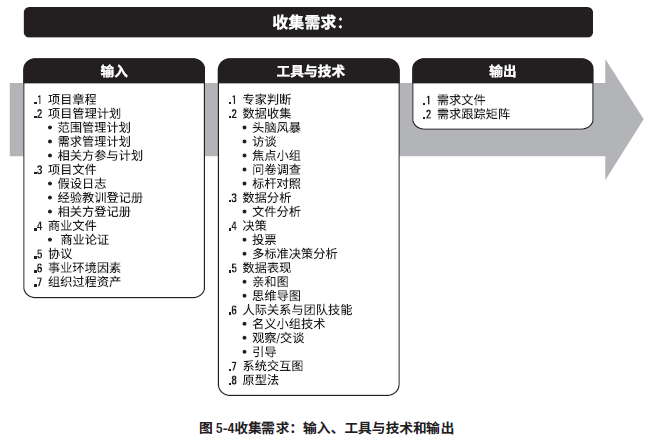 收集需求：
输入
.1 项目章程
.2 项目管理计划
• 范围管理计划
• 需求管理计划
• 相关方参与计划
.3 项目文件
• 假设日志
• 经验教训登记册
• 相关方登记册
.4 商业文件
• 商业论证
.5 协议
.6 事业环境因素
.7 组织过程资产
工具与技术
.1 专家判断
.2 数据收集
• 头脑风暴
• 访谈
• 焦点小组
• 问卷调查
• 标杆对照
.3 数据分析
• 文件分析
.4 决策
• 投票
• 多标准决策分析
.5 数据表现
• 亲和图
• 思维导图
.6 人际关系与团队技能
• 名义小组技术
• 观察/交谈
• 引导
.7 系统交互图
.8 原型法
输出
.1 需求文件
.2 需求跟踪矩阵
图 5-4收集需求：输入、工具与技术和输出